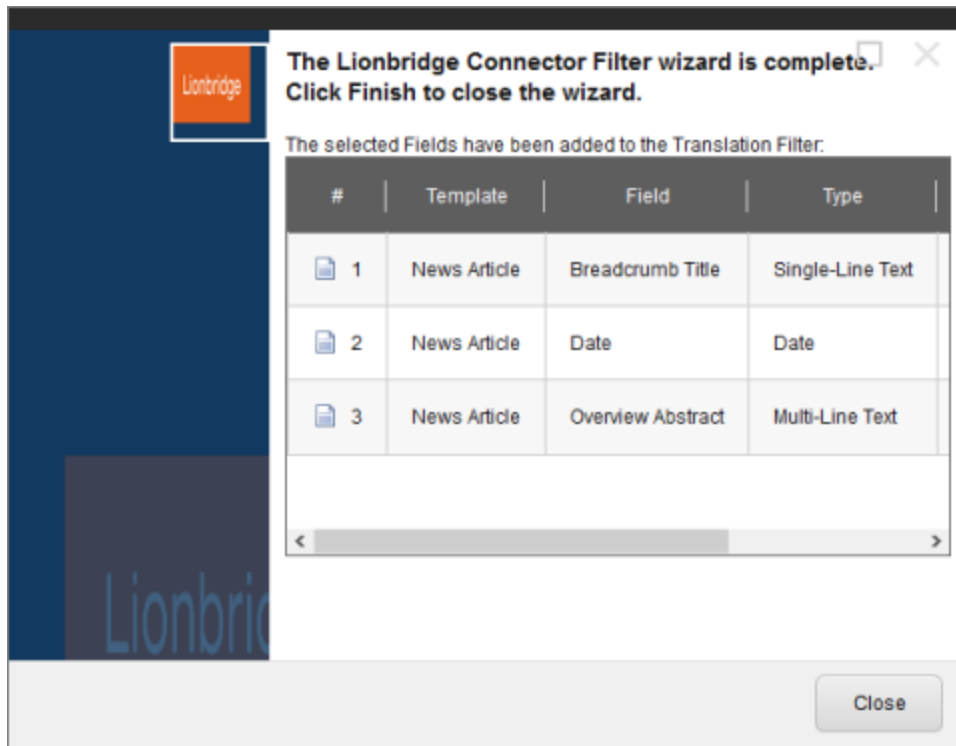 Lionbridge
The Lionbridge Connector Filter wizard is complete.
Click Finish to close the wizard.
The selected Fields have been added to the Translation Filter:
# Template Field Type
1 News Article Breadcrumb Title Single-Line Text
2 News Article Date Date
3 News Article Overview Abstract Multi-Line Text
Lionbrid
Close